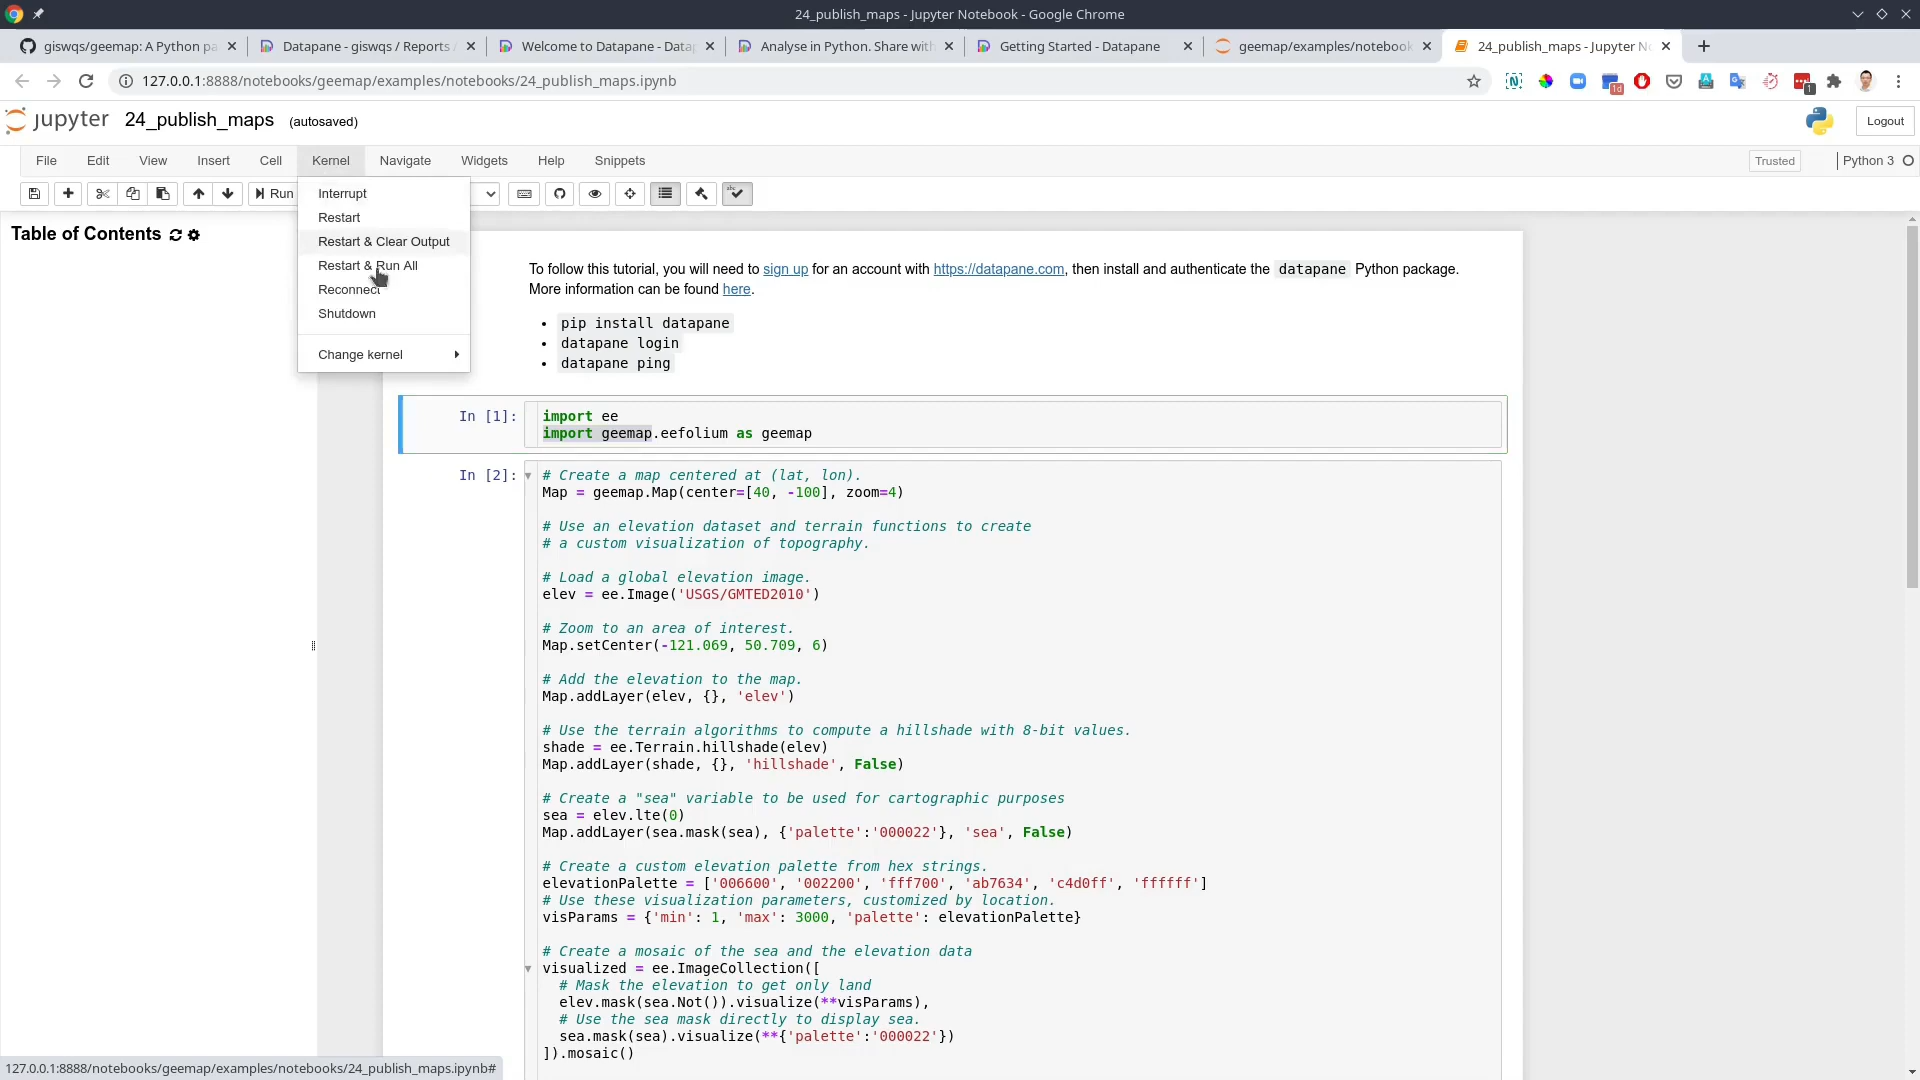 24_publish_maps - Jupyter Notebook - Google Chrome
giswqs/geemap: A Python pa
Datapane - giswqs / Reports /
Welcome to Datapane - Data
Analyse in Python. Share with
Getting Started - Datapane
geemap/examples/notebook
24_publish_maps - Jupyter No
127.0.0.1:8888/notebooks/geemap/examples/notebooks/24_publish_maps.ipynb
1d
1
jupyter 24_publish_maps (autosaved)
Logout
File Edit View Insert Cell Kernel Navigate Widgets Help Snippets
Trusted
Python 3
Run
abc
Interrupt
Restart
Restart & Clear Output
Restart & Run All
Reconnect
Shutdown
Change kernel
Table of Contents
To follow this tutorial, you will need to sign up for an account with https://datapane.com, then install and authenticate the datapane Python package.
More information can be found here.
• pip install datapane
• datapane login
• datapane ping
In [1]:
import ee
import geemap.eefolium as geemap
In [2]:
# Create a map centered at (lat, lon).
Map = geemap.Map(center=[40, -100], zoom=4)
# Use an elevation dataset and terrain functions to create
# a custom visualization of topography.
# Load a global elevation image.
elev = ee.Image('USGS/GMTED2010')
# Zoom to an area of interest.
Map.setCenter(-121.069, 50.709, 6)
# Add the elevation to the map.
Map.addLayer(elev, {}, 'elev')
# Use the terrain algorithms to compute a hillshade with 8-bit values.
shade = ee.Terrain.hillshade(elev)
Map.addLayer(shade, {}, 'hillshade', False)
# Create a "sea" variable to be used for cartographic purposes
sea = elev.lte(0)
Map.addLayer(sea.mask(sea), {'palette':'000022'}, 'sea', False)
# Create a custom elevation palette from hex strings.
elevationPalette = ['006600', '002200', 'fff700', 'ab7634', 'c4d0ff', 'ffffff']
# Use these visualization parameters, customized by location.
visParams = {'min': 1, 'max': 3000, 'palette': elevationPalette}
# Create a mosaic of the sea and the elevation data
visualized = ee.ImageCollection([
# Mask the elevation to get only land
elev.mask(sea.Not()).visualize(**visParams),
# Use the sea mask directly to display sea.
sea.mask(sea).visualize(**{'palette':'000022'})
]).mosaic()
127.0.0.1:8888/notebooks/geemap/examples/notebooks/24_publish_maps.ipynb#